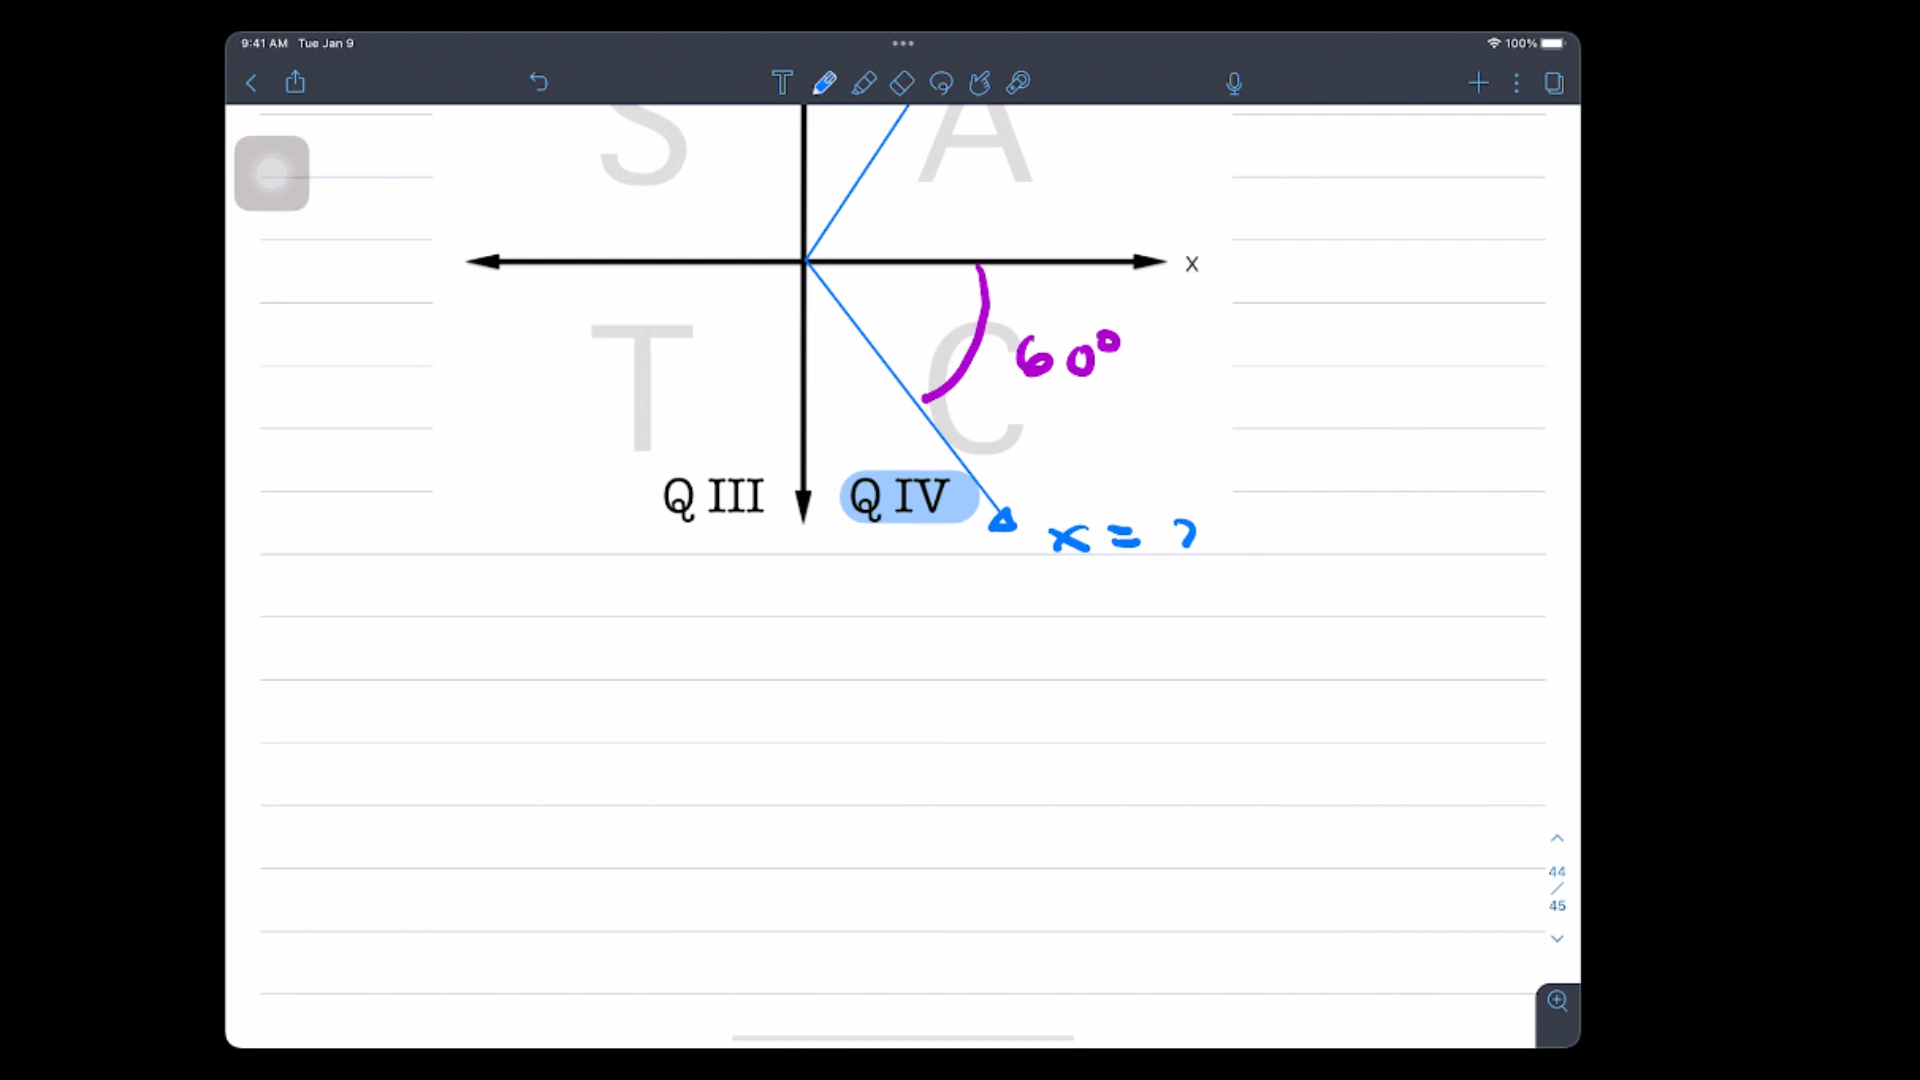 9:41 AM Tue Jan 9
100%
T
S A
x
T C
60°
Q III Q IV
x = ?
44
/
45